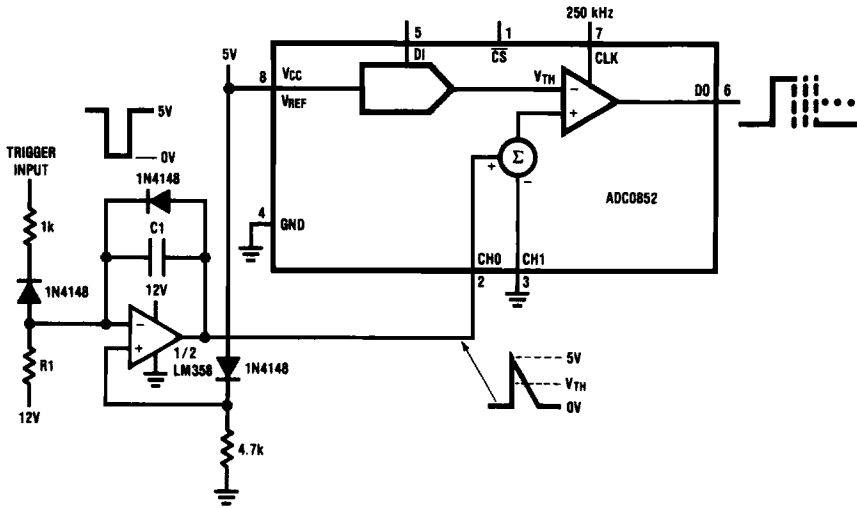 250 kHz
5
1
7
5V
DI
C̅S̅
CLK
8
VCC
VREF
VTH
DO
6
−
+
5V
0V
TRIGGER
INPUT
1N4148
Σ
+
−
ADC0852
1k
4
GND
C1
1N4148
12V
CH0
CH1
2
3
−
+
1/2
LM358
1N4148
R1
12V
5V
VTH
0V
4.7k